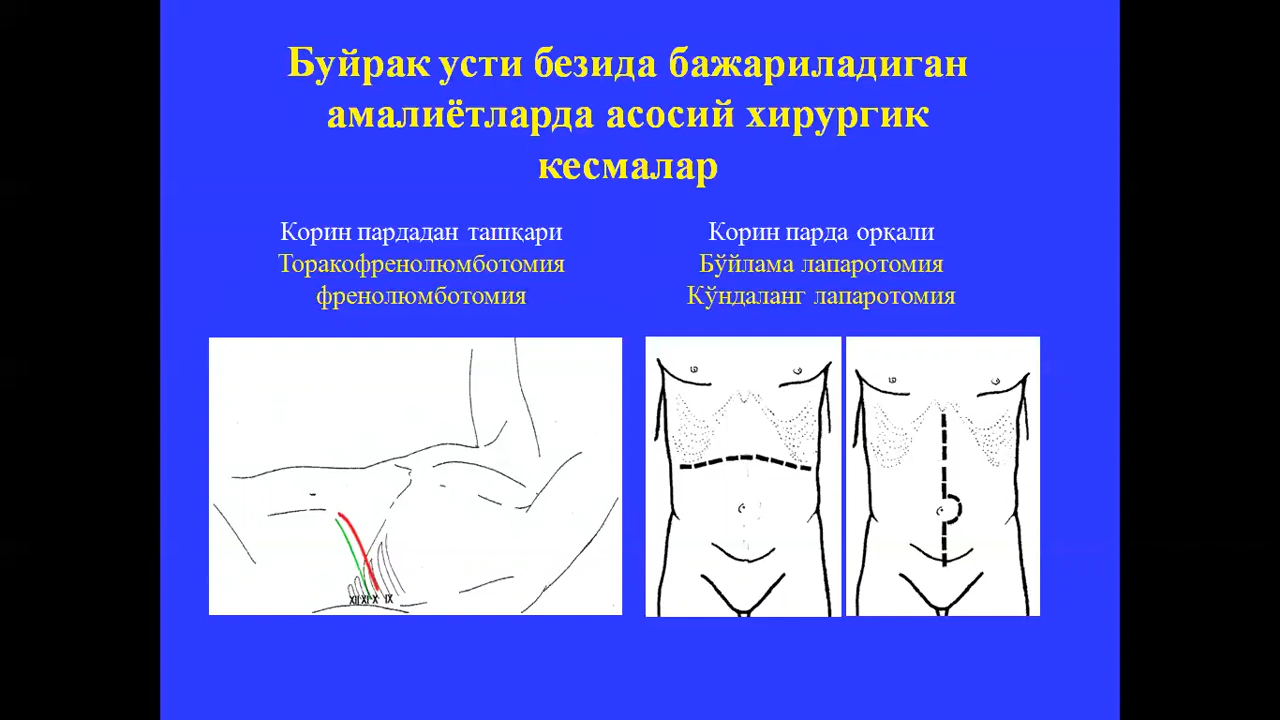 Буйрак усти безида бажариладиган
амалиётларда асосий хирургик
кесмалар
Корин пардадан ташқари
Торакофренолюмботомия
френолюмботомия
Корин парда орқали
Бўйлама лапаротомия
Кўндаланг лапаротомия
XII XI X IX